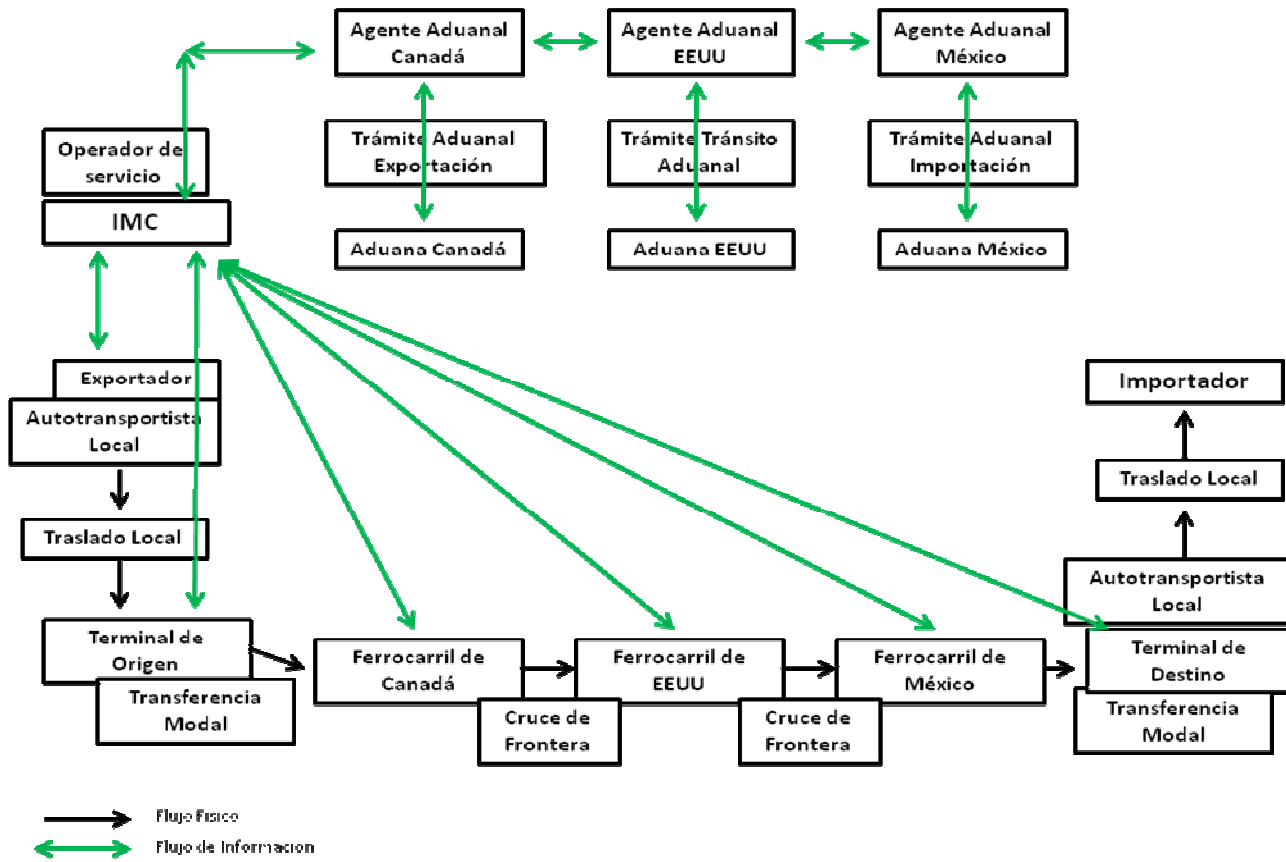 Agente Aduanal
Canadá
Agente Aduanal
EEUU
Agente Aduanal
México
Operador de
servicio
IMC
Trámite Aduanal
Exportación
Trámite Tránsito
Aduanal
Trámite Aduanal
Importación
Aduana Canadá
Aduana EEUU
Aduana México
Exportador
Autotransportista
Local
Traslado Local
Terminal de
Origen
Transferencia
Modal
Ferrocarril de
Canadá
Cruce de
Frontera
Ferrocarril de
EEUU
Cruce de
Frontera
Ferrocarril de
México
Importador
Traslado Local
Autotransportista
Local
Terminal de
Destino
Transferencia
Modal
Flujo Fisico
Flujo de Informacion